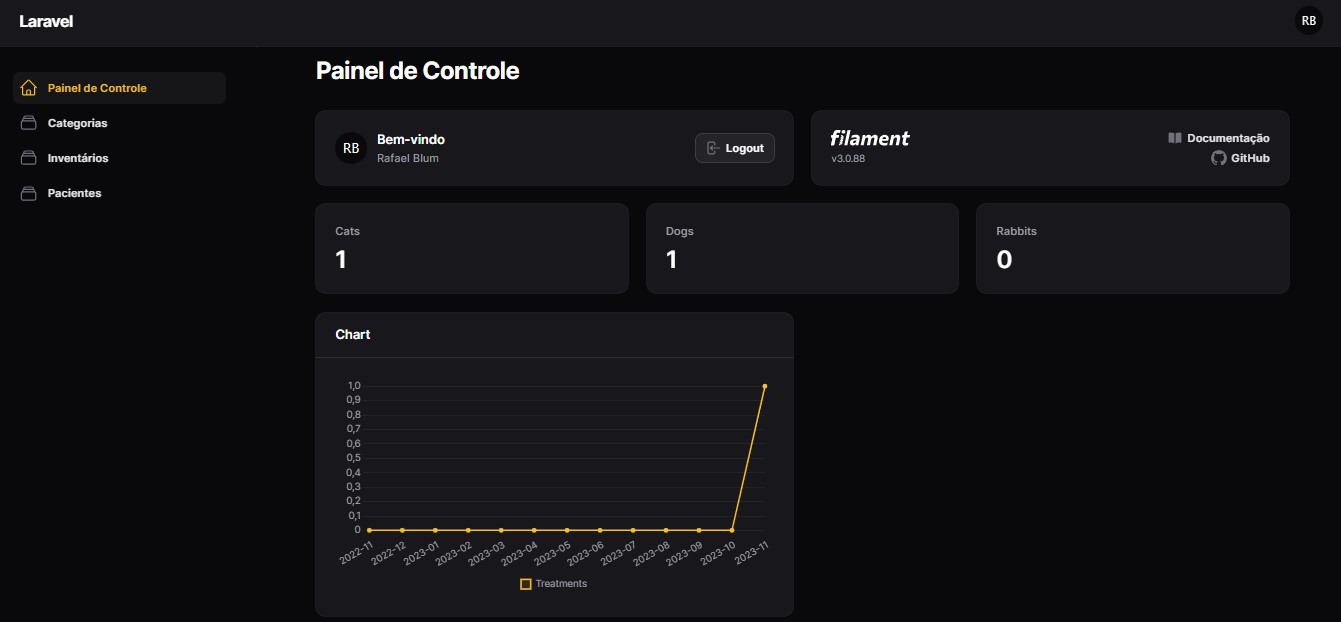 Laravel
RB
Painel de Controle
Categorias
Inventários
Pacientes
Painel de Controle
RB
Bem-vindo
Rafael Blum
Logout
filament
v3.0.88
Documentação
GitHub
Cats
1
Dogs
1
Rabbits
0
Chart
1,0
0,9
0,8
0,7
0,6
0,5
0,4
0,3
0,2
0,1
0
2022-11 2022-12 2023-01 2023-02 2023-03 2023-04 2023-05 2023-06 2023-07 2023-08 2023-09 2023-10 2023-11
Treatments